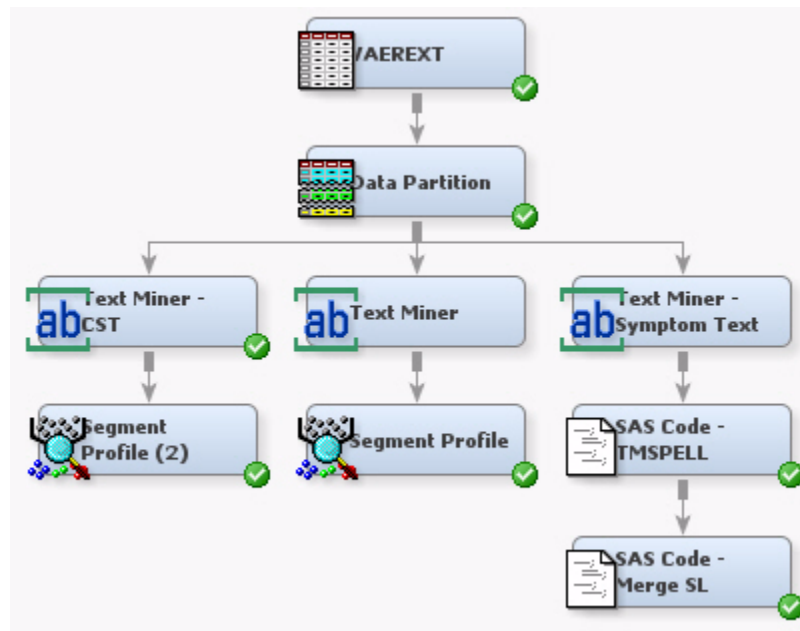 VAEREXT
Data Partition
Text Miner -
CST
Text Miner
Text Miner -
Symptom Text
Segment
Profile (2)
Segment Profile
SAS Code -
TMSPELL
SAS Code -
Merge SL